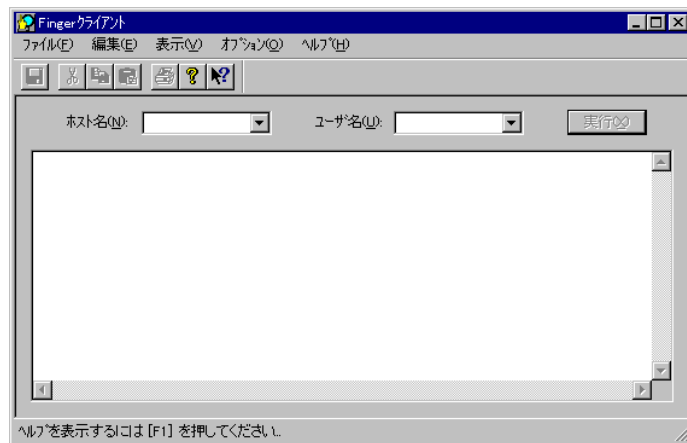 Fingerクライアント
ファイル(F) 編集(E) 表示(V) オプション(O) ヘルプ(H)
ホスト名(N): ユーザ名(U): 実行(X)
ヘルプを表示するには [F1] を押してください.